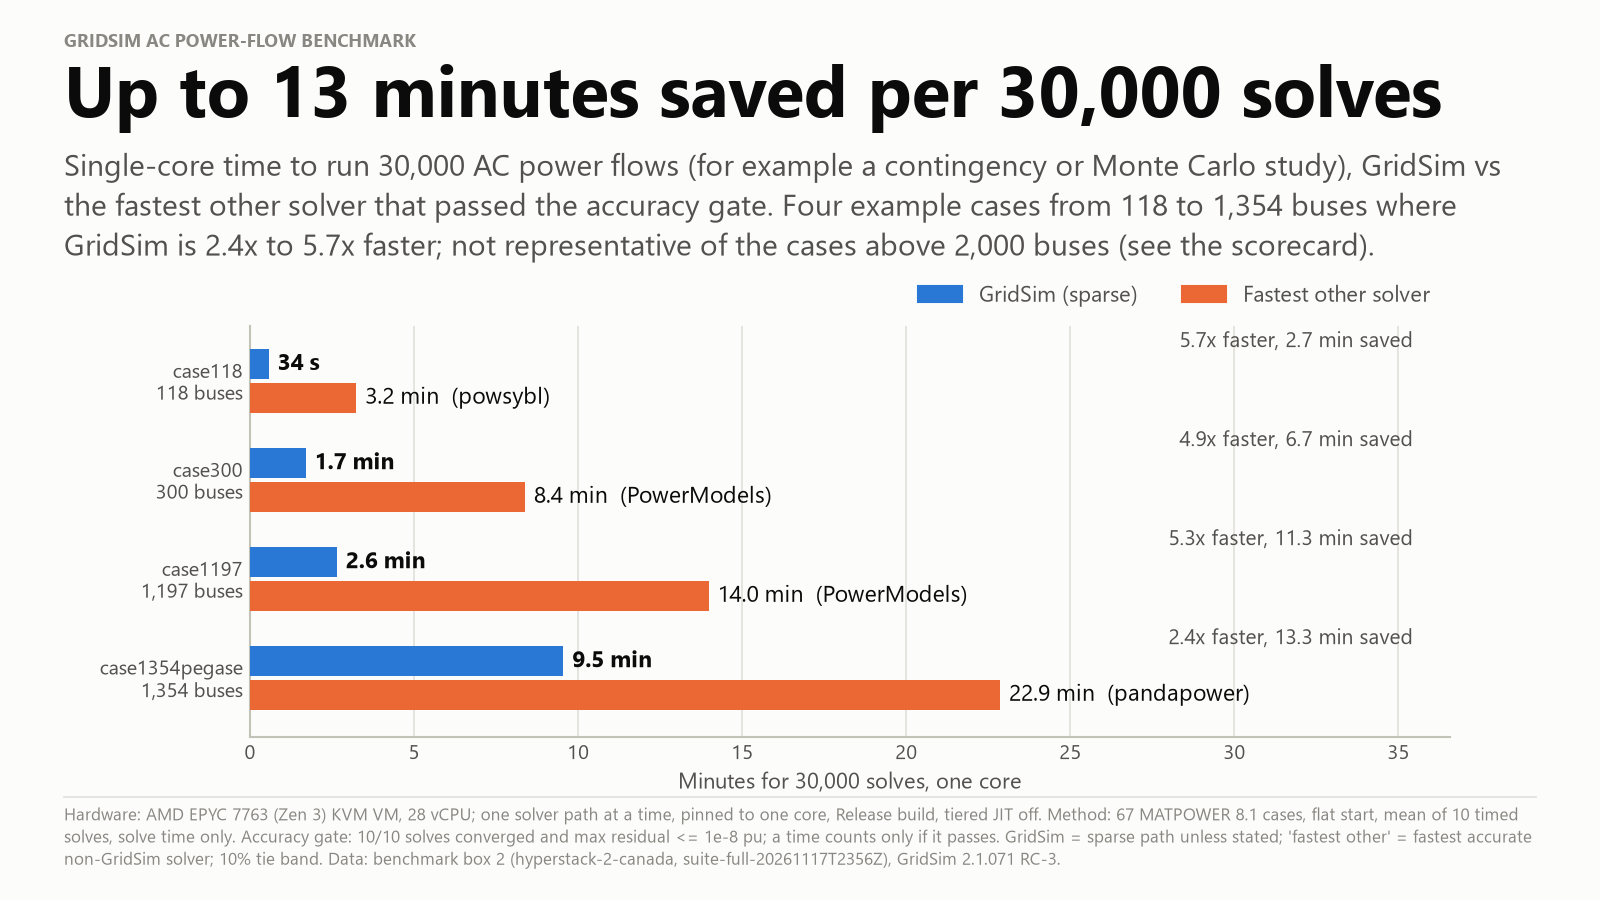 GRIDSIM AC POWER-FLOW BENCHMARK
Up to 13 minutes saved per 30,000 solves
Single-core time to run 30,000 AC power flows (for example a contingency or Monte Carlo study), GridSim vs
the fastest other solver that passed the accuracy gate. Four example cases from 118 to 1,354 buses where
GridSim is 2.4x to 5.7x faster; not representative of the cases above 2,000 buses (see the scorecard).
GridSim (sparse)
Fastest other solver
5.7x faster, 2.7 min saved
case118
118 buses
34 s
3.2 min (powsybl)
4.9x faster, 6.7 min saved
case300
300 buses
1.7 min
8.4 min (PowerModels)
5.3x faster, 11.3 min saved
case1197
1,197 buses
2.6 min
14.0 min (PowerModels)
2.4x faster, 13.3 min saved
case1354pegase
1,354 buses
9.5 min
22.9 min (pandapower)
0 5 10 15 20 25 30 35
Minutes for 30,000 solves, one core
Hardware: AMD EPYC 7763 (Zen 3) KVM VM, 28 vCPU; one solver path at a time, pinned to one core, Release build, tiered JIT off. Method: 67 MATPOWER 8.1 cases, flat start, mean of 10 timed
solves, solve time only. Accuracy gate: 10/10 solves converged and max residual <= 1e-8 pu; a time counts only if it passes. GridSim = sparse path unless stated; 'fastest other' = fastest accurate
non-GridSim solver; 10% tie band. Data: benchmark box 2 (hyperstack-2-canada, suite-full-20261117T2356Z), GridSim 2.1.071 RC-3.